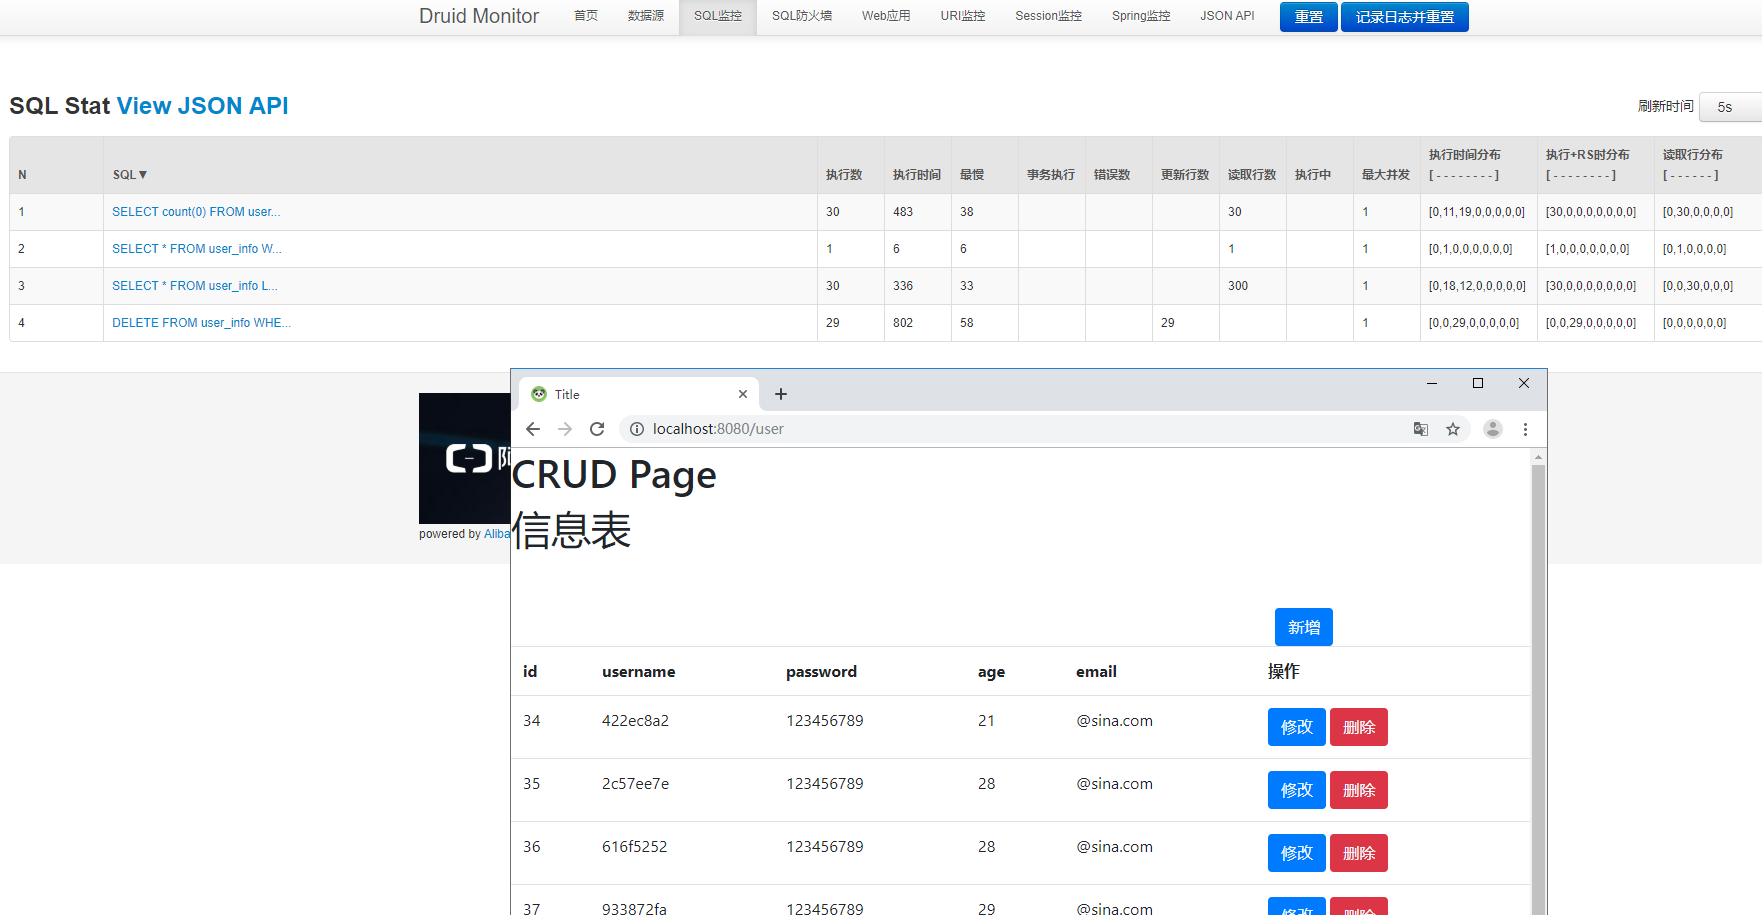 Druid Monitor 首页 数据源 SQL监控 SQL防火墙 Web应用 URI监控 Session监控 Spring监控 JSON API 重置 记录日志并重置
SQL Stat View JSON API
刷新时间 5s
N SQL▼ 执行数 执行时间 最慢 事务执行 错误数 更新行数 读取行数 执行中 最大并发 执行时间分布 [ - - - - - - - - ] 执行+RS时分布 [ - - - - - - - - ] 读取行分布 [ - - - - - - ]
1 SELECT count(0) FROM user... 30 483 38 30 1 [0,11,19,0,0,0,0,0] [30,0,0,0,0,0,0,0] [0,30,0,0,0,0]
2 SELECT * FROM user_info W... 1 6 6 1 1 [0,1,0,0,0,0,0,0] [1,0,0,0,0,0,0,0] [0,1,0,0,0,0]
3 SELECT * FROM user_info L... 30 336 33 300 1 [0,18,12,0,0,0,0,0] [30,0,0,0,0,0,0,0] [0,0,30,0,0,0]
4 DELETE FROM user_info WHE... 29 802 58 29 1 [0,0,29,0,0,0,0,0] [0,0,29,0,0,0,0,0] [0,0,0,0,0,0]
powered by Aliba
Title
localhost:8080/user
CRUD Page
信息表
新增
id username password age email 操作
34 422ec8a2 123456789 21 @sina.com 修改 删除
35 2c57ee7e 123456789 28 @sina.com 修改 删除
36 616f5252 123456789 28 @sina.com 修改 删除
37 933872fa 123456789 29 @sina.com 修改 删除